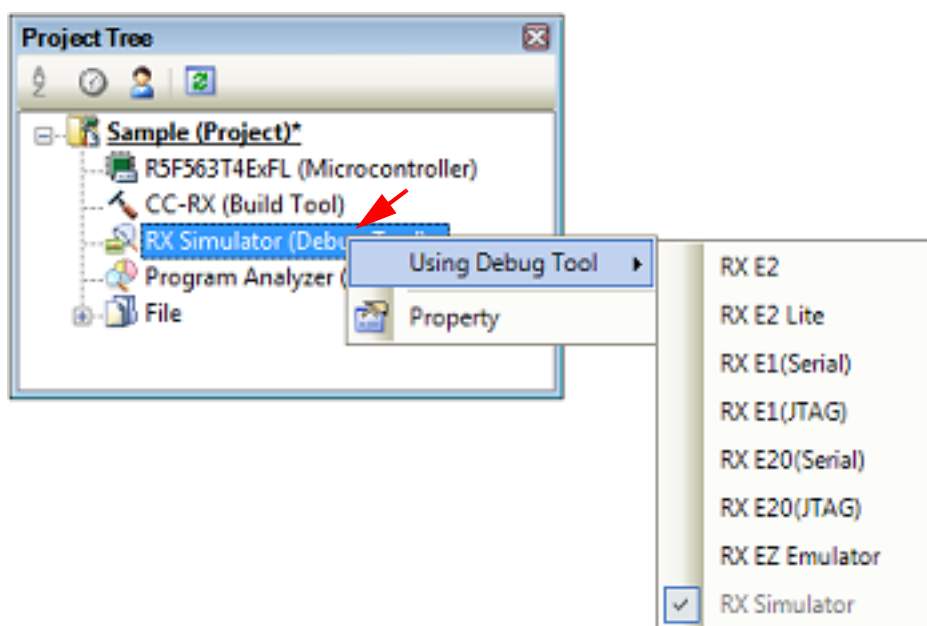 Project Tree
Sample (Project)*
R5F563T4ExFL (Microcontroller)
CC-RX (Build Tool)
RX Simulator (Debug
Program Analyzer (
File
Using Debug Tool
Property
RX E2
RX E2 Lite
RX E1(Serial)
RX E1(JTAG)
RX E20(Serial)
RX E20(JTAG)
RX EZ Emulator
RX Simulator